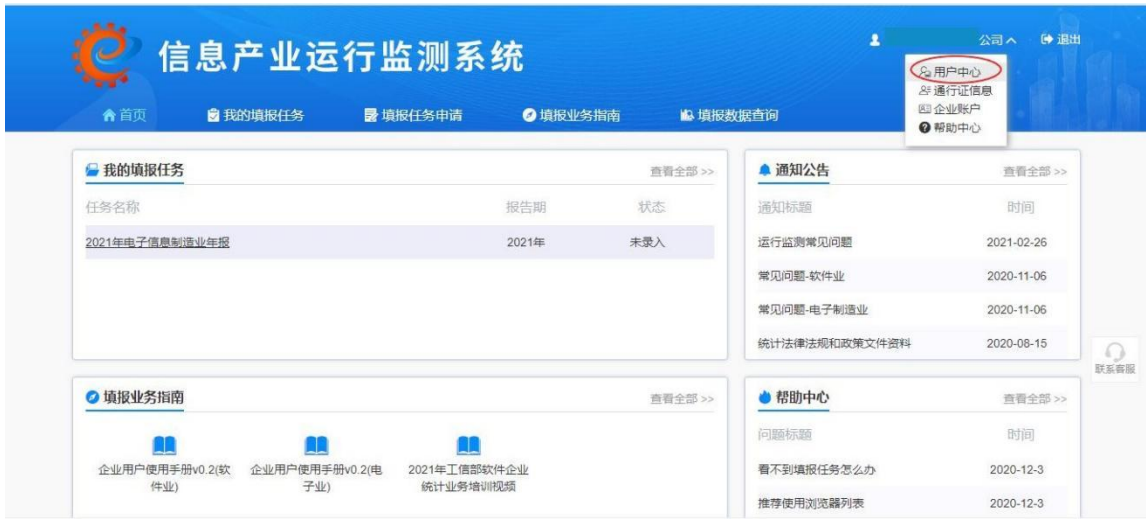 信息产业运行监测系统
公司 退出
用户中心
通行证信息
企业账户
帮助中心
首页 我的填报任务 填报任务申请 填报业务指南 填报数据查询
我的填报任务 查看全部 >>
任务名称 报告期 状态
2021年电子信息制造业年报 2021年 未录入
通知公告 查看全部 >>
通知标题 时间
运行监测常见问题 2021-02-26
常见问题-软件业 2020-11-06
常见问题-电子制造业 2020-11-06
统计法律法规和政策文件资料 2020-08-15
联系客服
填报业务指南 查看全部 >>
企业用户使用手册v0.2(软
件业)
企业用户使用手册v0.2(电
子业)
2021年工信部软件企业
统计业务培训视频
帮助中心 查看全部 >>
问题标题 时间
看不到填报任务怎么办 2020-12-3
推荐使用浏览器列表 2020-12-3